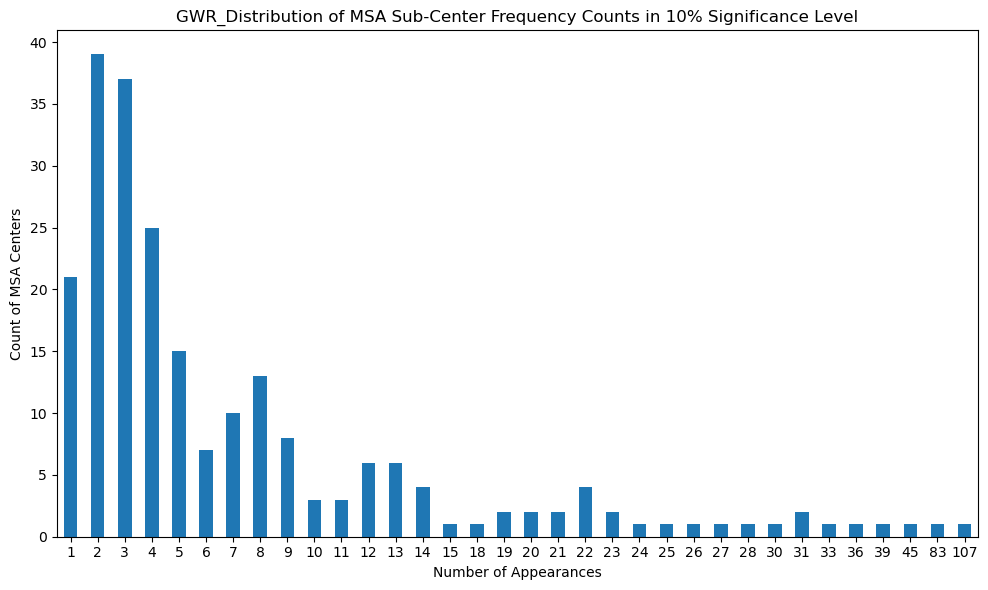 GWR_Distribution of MSA Sub-Center Frequency Counts in 10% Significance Level
40
35
30
25
20
15
10
5
0
Count of MSA Centers
1 2 3 4 5 6 7 8 9 10 11 12 13 14 15 18 19 20 21 22 23 24 25 26 27 28 30 31 33 36 39 45 83 107
Number of Appearances